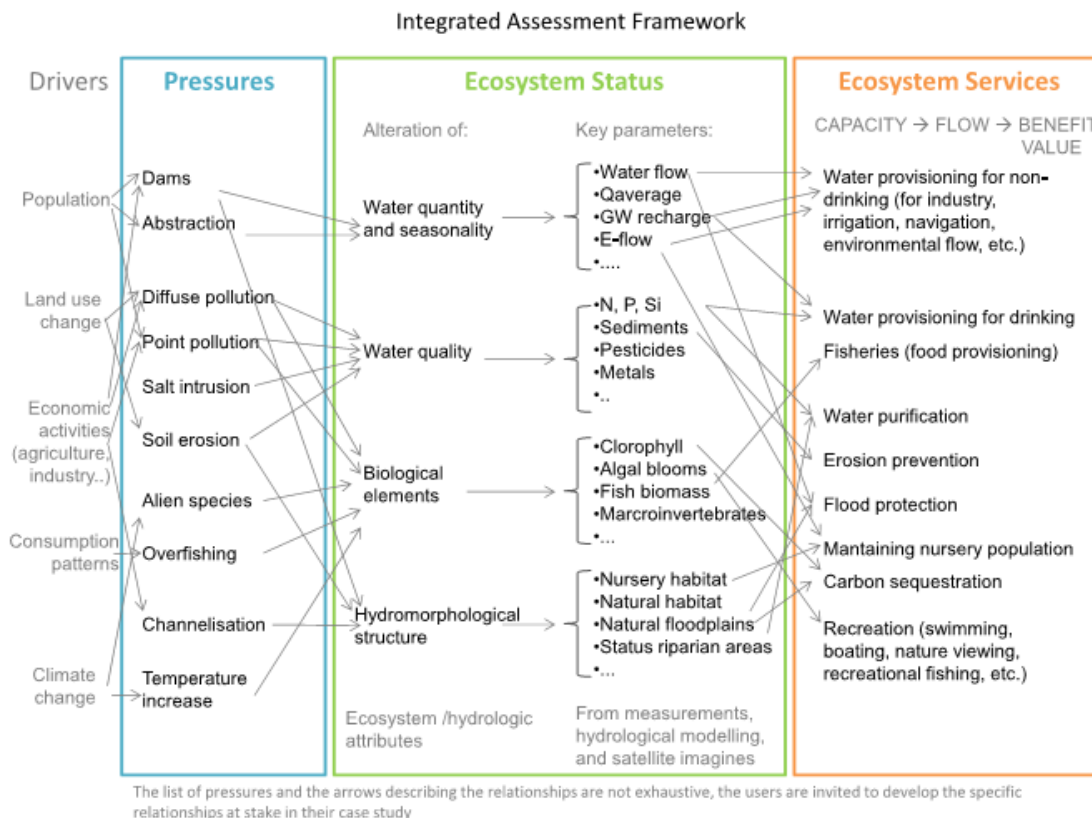 Integrated Assessment Framework
Drivers
Pressures
Ecosystem Status
Ecosystem Services
Alteration of:
Key parameters:
CAPACITY → FLOW → BENEFIT
VALUE
Population
Land use
change
Economic
activities
(agriculture,
industry..)
Consumption
patterns
Climate
change
Dams
Abstraction
Diffuse pollution
Point pollution
Salt intrusion
Soil erosion
Alien species
Overfishing
Channelisation
Temperature
increase
Water quantity
and seasonality
Water quality
Biological
elements
Hydromorphological
structure
Ecosystem /hydrologic
attributes
•Water flow
•Qaverage
•GW recharge
•E-flow
•....
•N, P, Si
•Sediments
•Pesticides
•Metals
•..
•Clorophyll
•Algal blooms
•Fish biomass
•Marcroinvertebrates
•...
•Nursery habitat
•Natural habitat
•Natural floodplains
•Status riparian areas
•...
From measurements,
hydrological modelling,
and satellite imagines
Water provisioning for non-
drinking (for industry,
irrigation, navigation,
environmental flow, etc.)
Water provisioning for drinking
Fisheries (food provisioning)
Water purification
Erosion prevention
Flood protection
Mantaining nursery population
Carbon sequestration
Recreation (swimming,
boating, nature viewing,
recreational fishing, etc.)
The list of pressures and the arrows describing the relationships are not exhaustive, the users are invited to develop the specific
relationships at stake in their case study